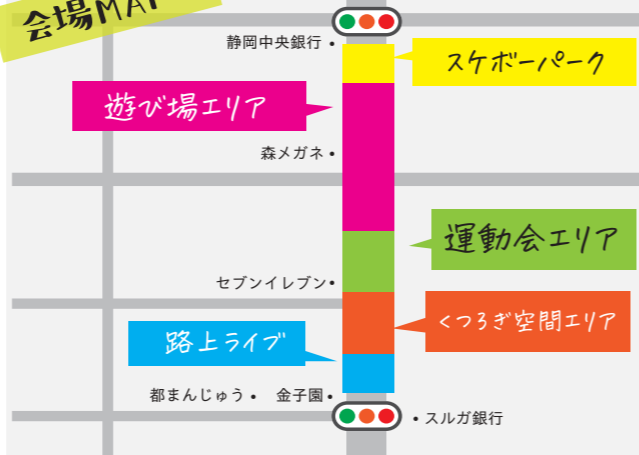 会場MAP
静岡中央銀行
スケボーパーク
遊び場エリア
森メガネ
運動会エリア
セブンイレブン
くつろぎ空間エリア
路上ライブ
都まんじゅう
金子園
スルガ銀行